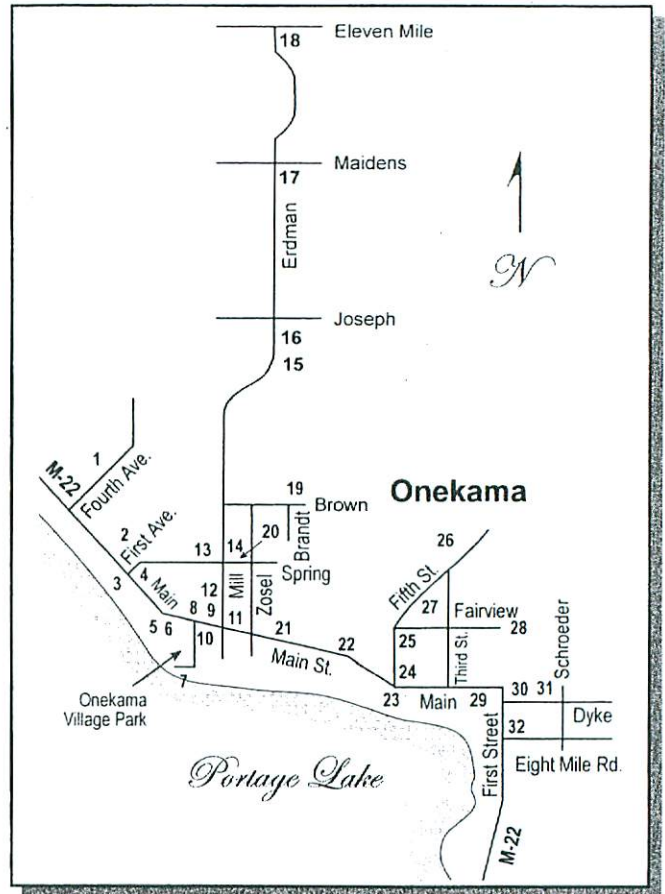 18
Eleven Mile
Maidens
17
Erdman
N
Joseph
16
15
1
M-22
Fourth Ave.
19
Brown
Onekama
2
First Ave.
20
Brandt
26
13
14
Spring
3
4
Main
Mill
Zosel
Fifth St.
27
Fairview
Schroeder
12
8
9
5
6
10
11
21
22
25
28
Main St.
24
Third St.
7
Onekama
Village Park
23
Main
29
30
31
Dyke
32
First Street
Eight Mile Rd.
Portage Lake
M-22